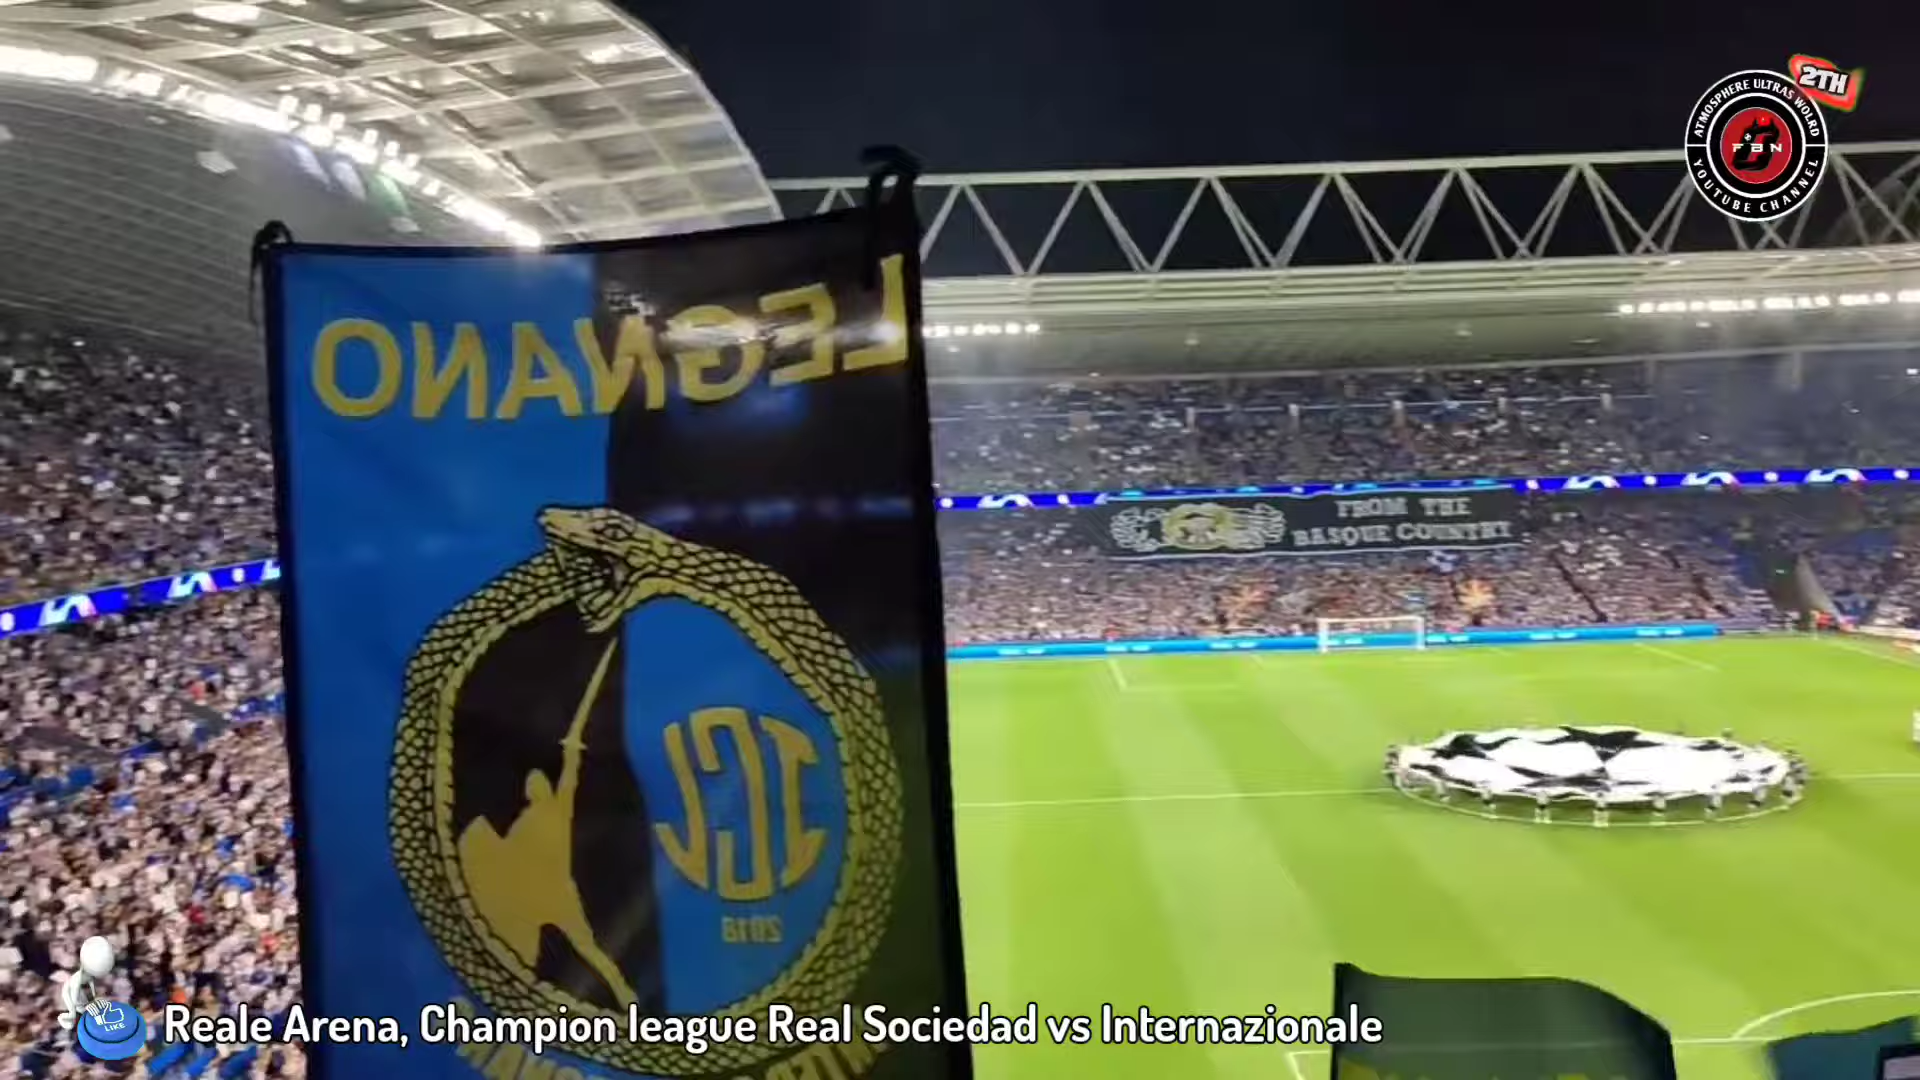 ATMOSPHERE ULTRAS WOLRD
2TH
FBN
YOUTUBE CHANNEL
LEGNANO
FROM THE
BASQUE COUNTRY
ICL
2018
LIKE
Reale Arena, Champion league Real Sociedad vs Internazionale